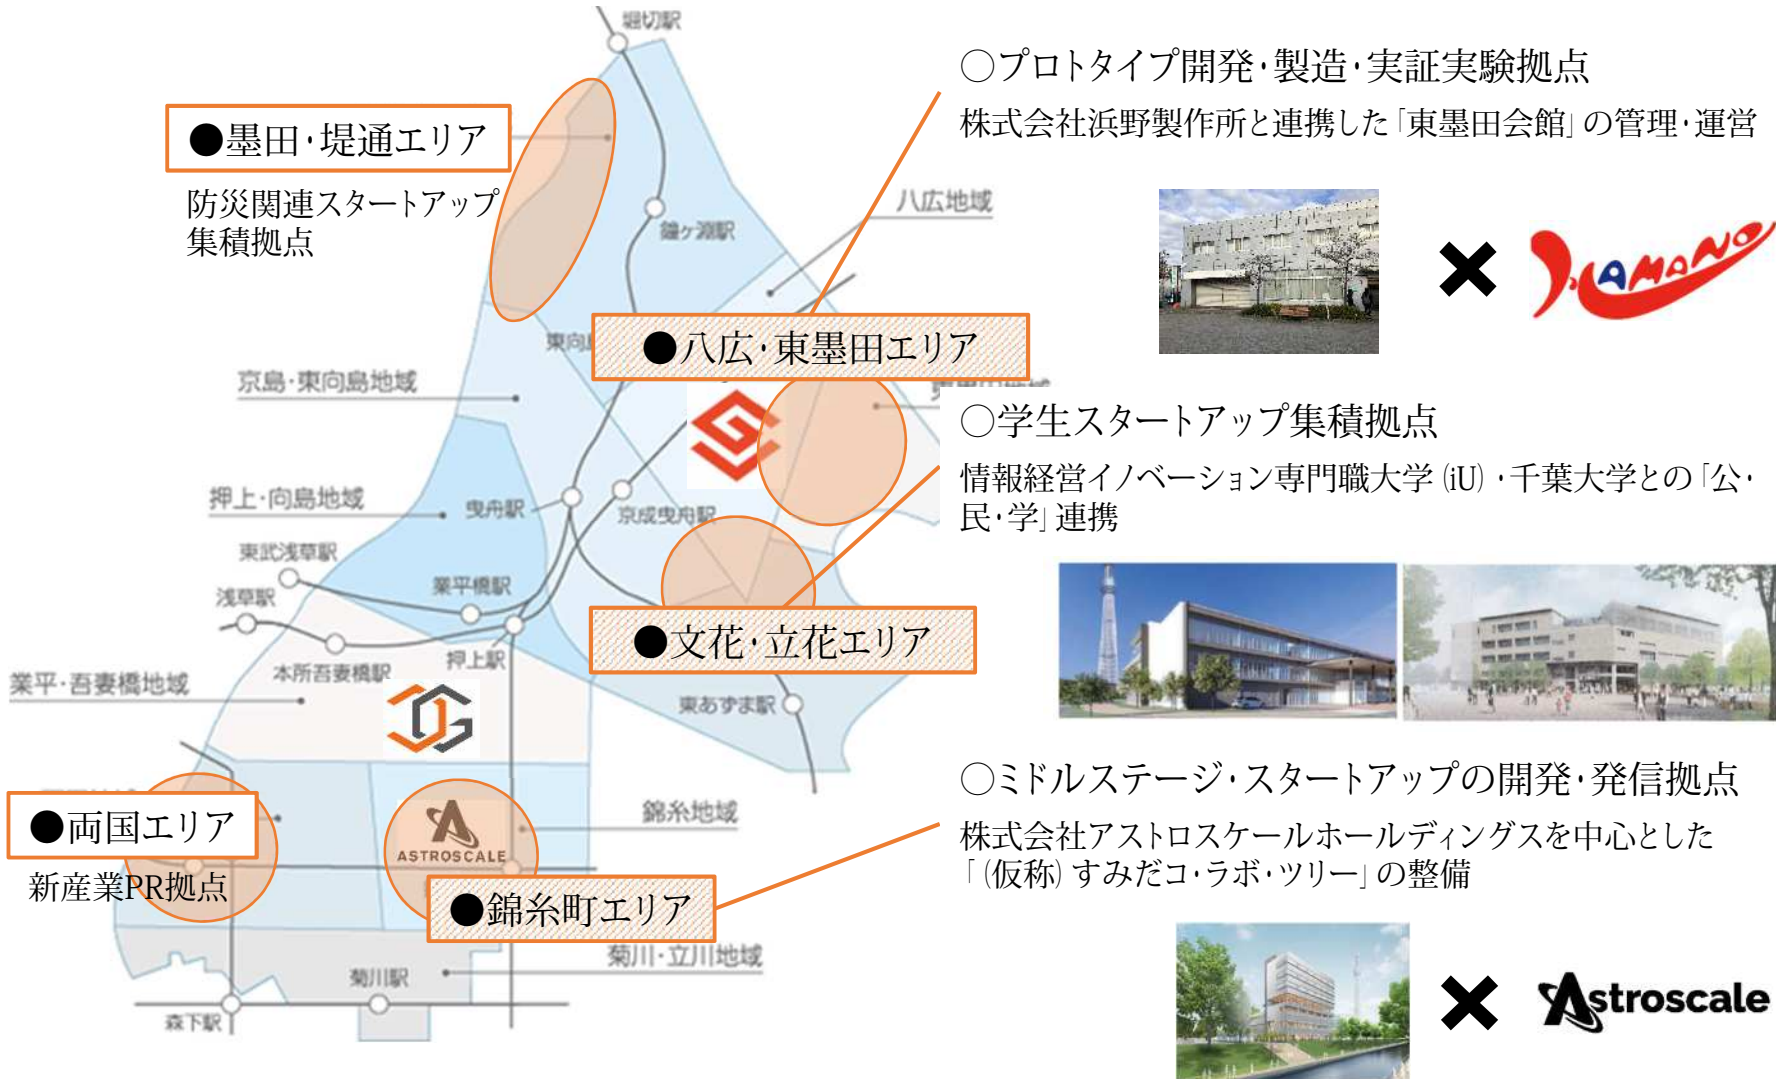 堀切駅
●墨田・堤通エリア
防災関連スタートアップ
集積拠点
鐘ヶ淵駅
八広地域
●八広・東墨田エリア
京島・東向島地域
押上・向島地域
曳舟駅
京成曳舟駅
東武浅草駅
業平橋駅
浅草駅
●文花・立花エリア
本所吾妻橋駅
押上駅
業平・吾妻橋地域
東あずま駅
●両国エリア
新産業PR拠点
ASTROSCALE
錦糸地域
●錦糸町エリア
菊川・立川地域
菊川駅
森下駅
○プロトタイプ開発・製造・実証実験拠点
株式会社浜野製作所と連携した「東墨田会館」の管理・運営
HAMANO
○学生スタートアップ集積拠点
情報経営イノベーション専門職大学(iU)・千葉大学との「公・
民・学」連携
○ミドルステージ・スタートアップの開発・発信拠点
株式会社アストロスケールホールディングスを中心とした
「(仮称)すみだコ・ラボ・ツリー」の整備
Astroscale